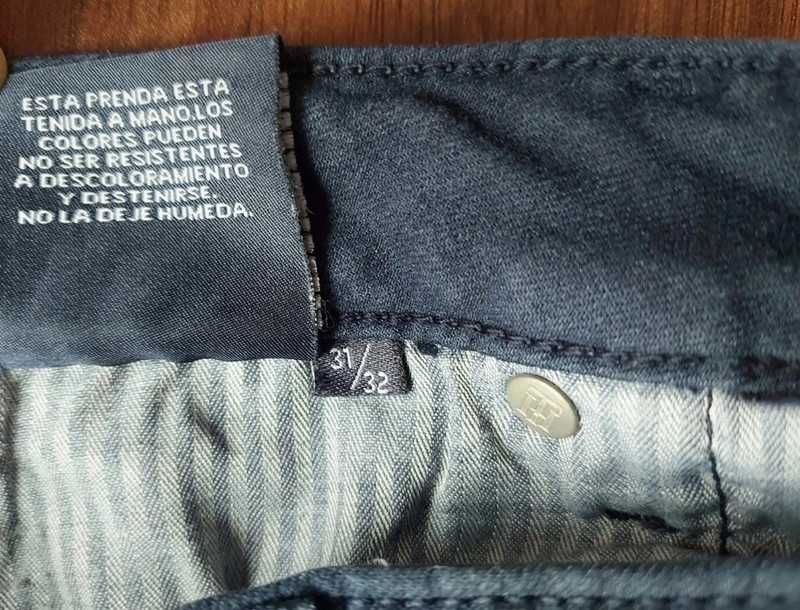 ESTA PRENDA ESTA
TENIDA A MANO.LOS
COLORES PUEDEN
NO SER RESISTENTES
A DESCOLORAMIENTO
Y DESTENIRSE.
NO LA DEJE HUMEDA.
31/32